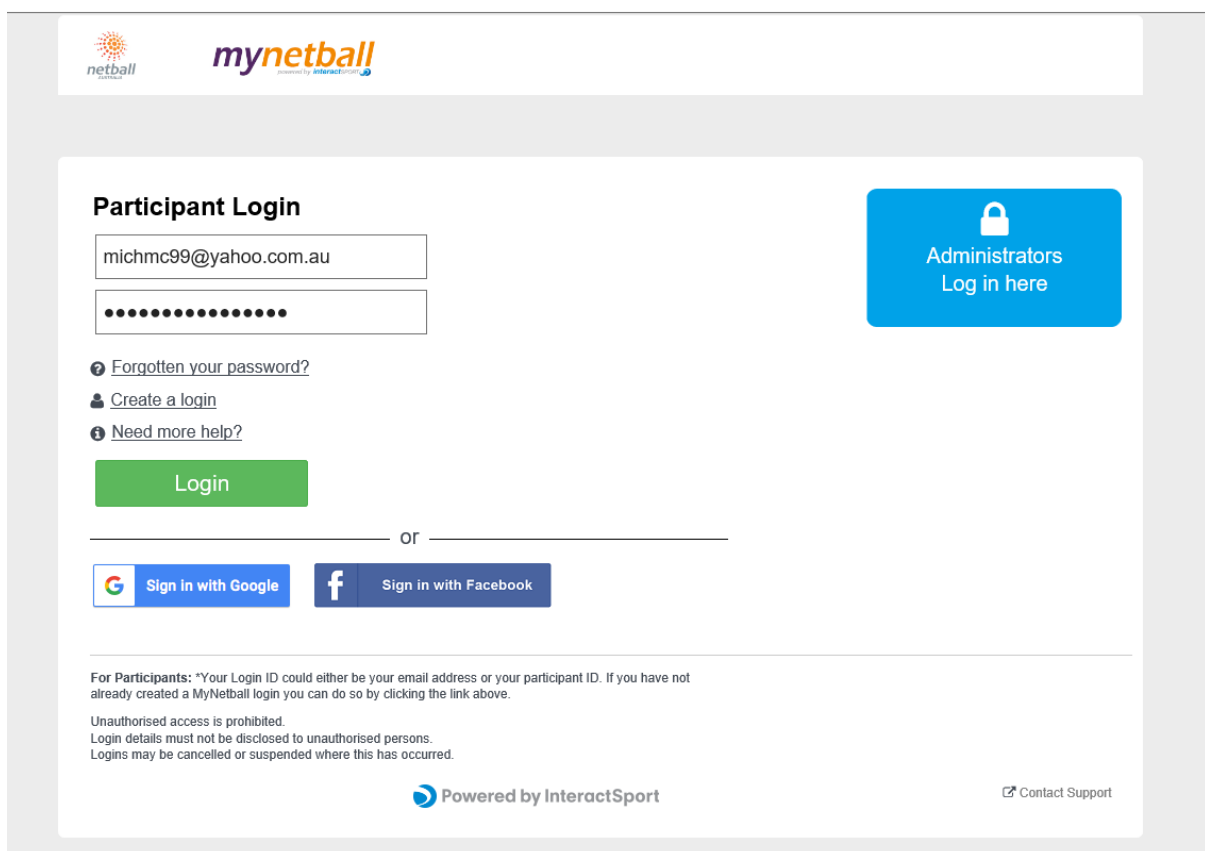 netball
AUSTRALIA
mynetball
powered by interactSPORT
Participant Login
michmc99@yahoo.com.au
••••••••••••••••
Forgotten your password?
Create a login
Need more help?
Login
Administrators
Log in here
or
Sign in with Google
Sign in with Facebook
For Participants: *Your Login ID could either be your email address or your participant ID. If you have not
already created a MyNetball login you can do so by clicking the link above.
Unauthorised access is prohibited.
Login details must not be disclosed to unauthorised persons.
Logins may be cancelled or suspended where this has occurred.
Powered by InteractSport
Contact Support